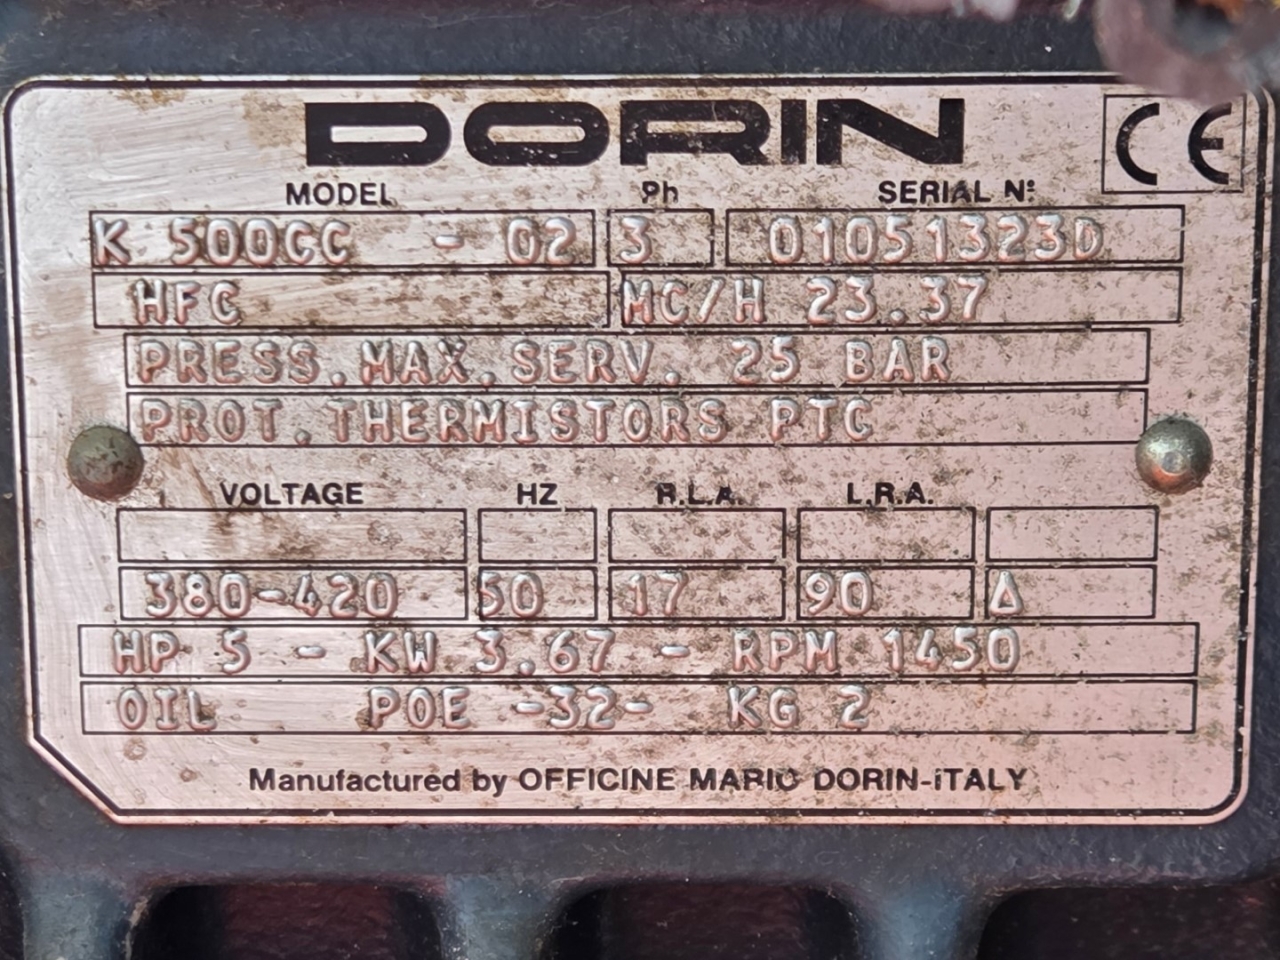 DORIN
CE
MODEL Ph SERIAL Nº
K 500CC - 02 3 01051323D
HFC MC/H 23.37
PRESS.MAX.SERV. 25 BAR
PROT.THERMISTORS PTC
VOLTAGE HZ R.L.A. L.R.A.
380-420 50 17 90 Δ
HP 5 - KW 3.67 - RPM 1450
OIL POE -32- KG 2
Manufactured by OFFICINE MARIO DORIN-iTALY